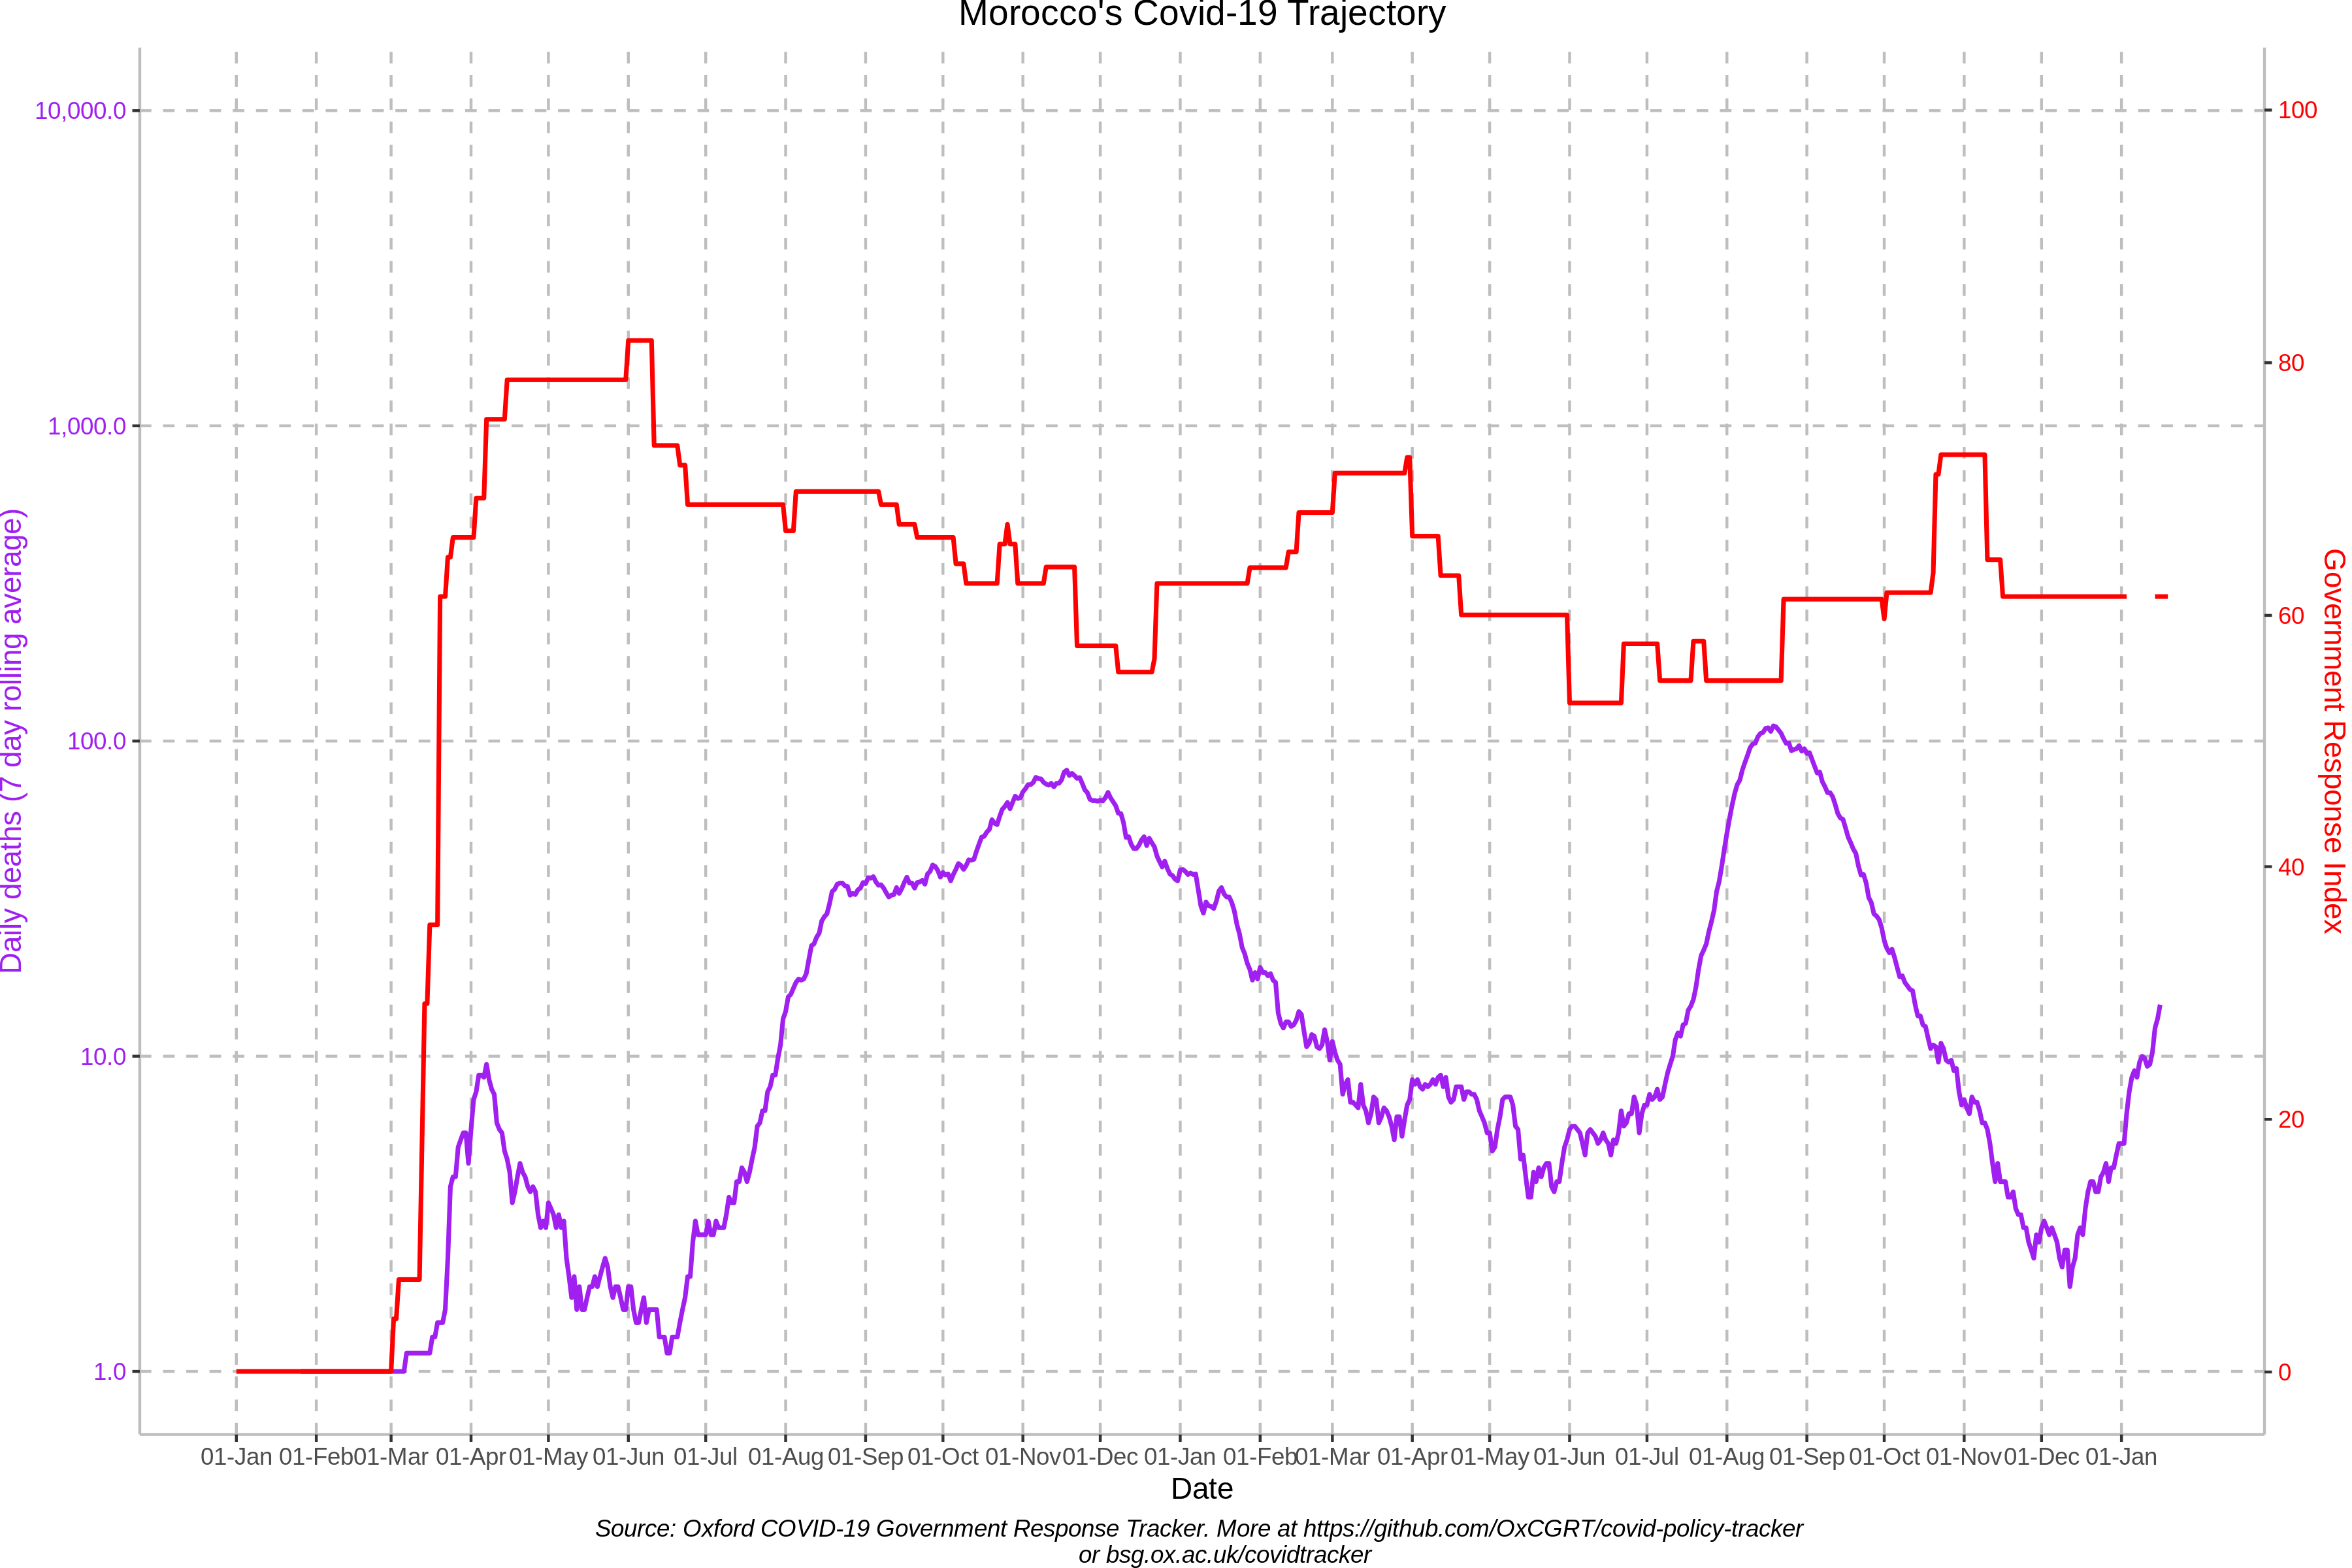 Morocco's Covid-19 Trajectory
10,000.0
1,000.0
100.0
10.0
1.0
Daily deaths (7 day rolling average)
100
80
60
40
20
0
Government Response Index
01-Jan 01-Feb 01-Mar 01-Apr 01-May 01-Jun 01-Jul 01-Aug 01-Sep 01-Oct 01-Nov 01-Dec 01-Jan 01-Feb 01-Mar 01-Apr 01-May 01-Jun 01-Jul 01-Aug 01-Sep 01-Oct 01-Nov 01-Dec 01-Jan
Date
Source: Oxford COVID-19 Government Response Tracker. More at https://github.com/OxCGRT/covid-policy-tracker
or bsg.ox.ac.uk/covidtracker